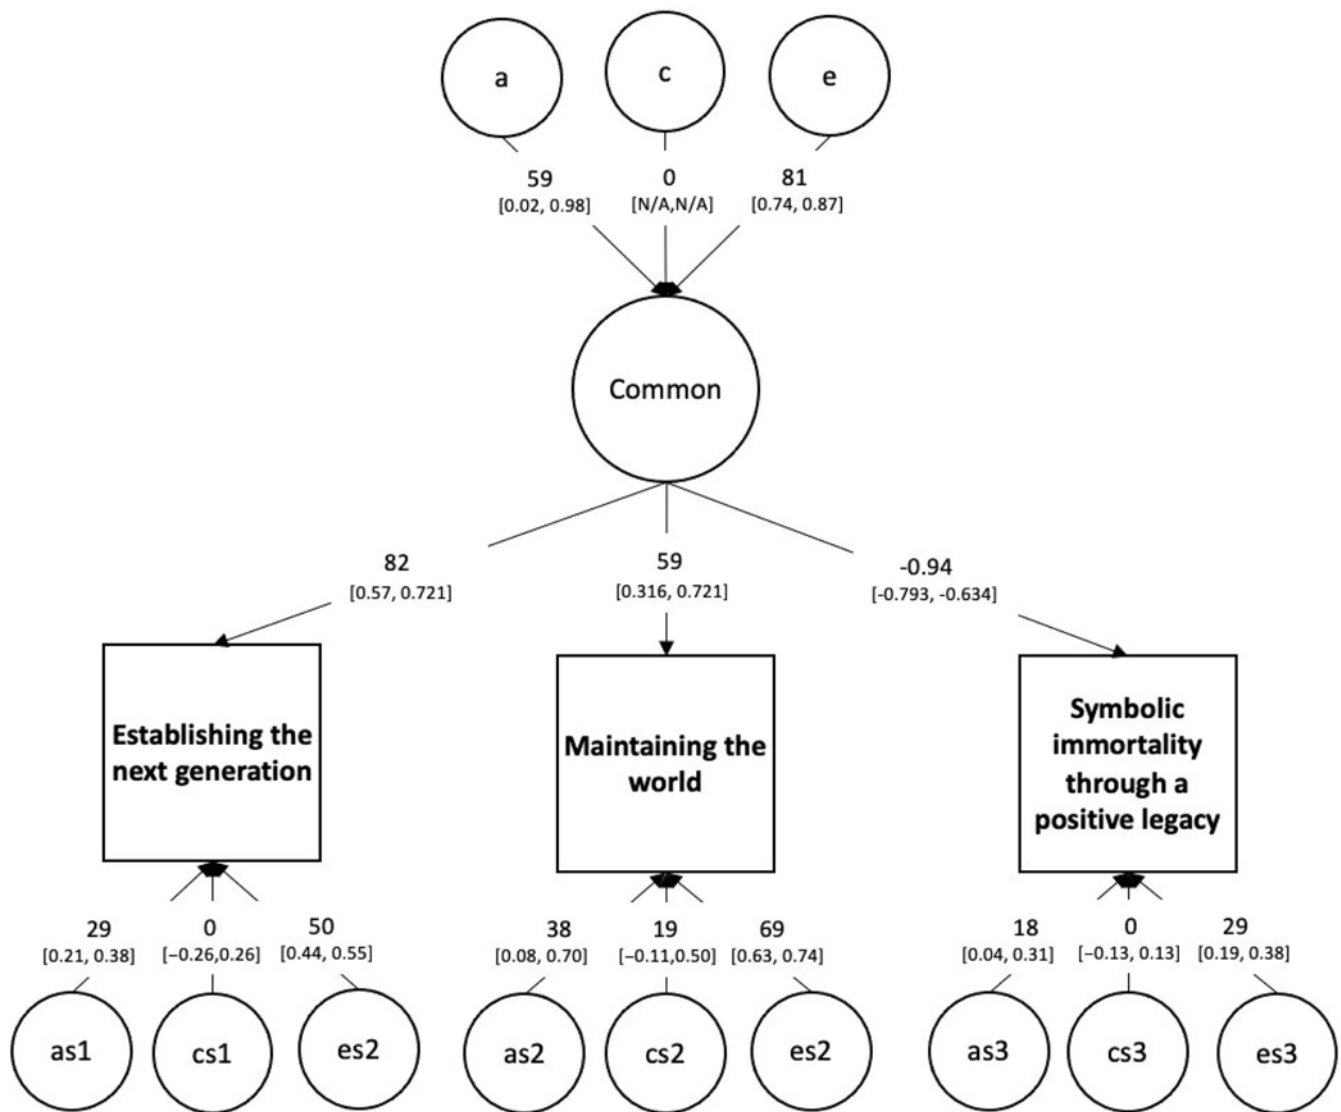 a
c
e
59
0
81
[0.02, 0.98]
[N/A,N/A]
[0.74, 0.87]
Common
82
59
-0.94
[0.57, 0.721]
[0.316, 0.721]
[-0.793, -0.634]
Establishing the
next generation
Maintaining the
world
Symbolic
immortality
through a
positive legacy
29
0
50
[0.21, 0.38]
[−0.26,0.26]
[0.44, 0.55]
38
19
69
[0.08, 0.70]
[−0.11,0.50]
[0.63, 0.74]
18
0
29
[0.04, 0.31]
[−0.13, 0.13]
[0.19, 0.38]
as1
cs1
es2
as2
cs2
es2
as3
cs3
es3